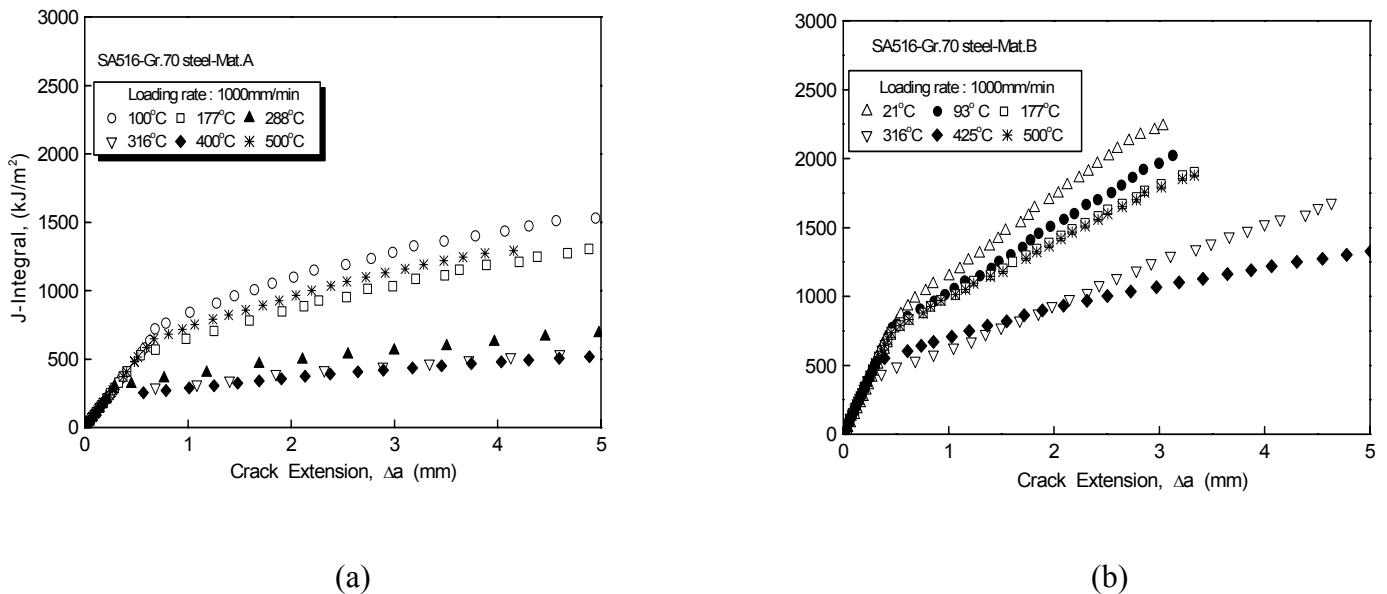 3000
SA516-Gr.70 steel-Mat.A
2500
Loading rate : 1000mm/min
○ 100°C □ 177°C ▲ 288°C
▽ 316°C ◆ 400°C ✳ 500°C
2000
1500
1000
500
0
J-Integral, (kJ/m²)
0 1 2 3 4 5
Crack Extension, Δa (mm)
(a)
3000
SA516-Gr.70 steel-Mat.B
2500
Loading rate : 1000mm/min
△ 21°C ● 93°C □ 177°C
▽ 316°C ◆ 425°C ✳ 500°C
2000
1500
1000
500
0
0 1 2 3 4 5
Crack Extension, Δa (mm)
(b)